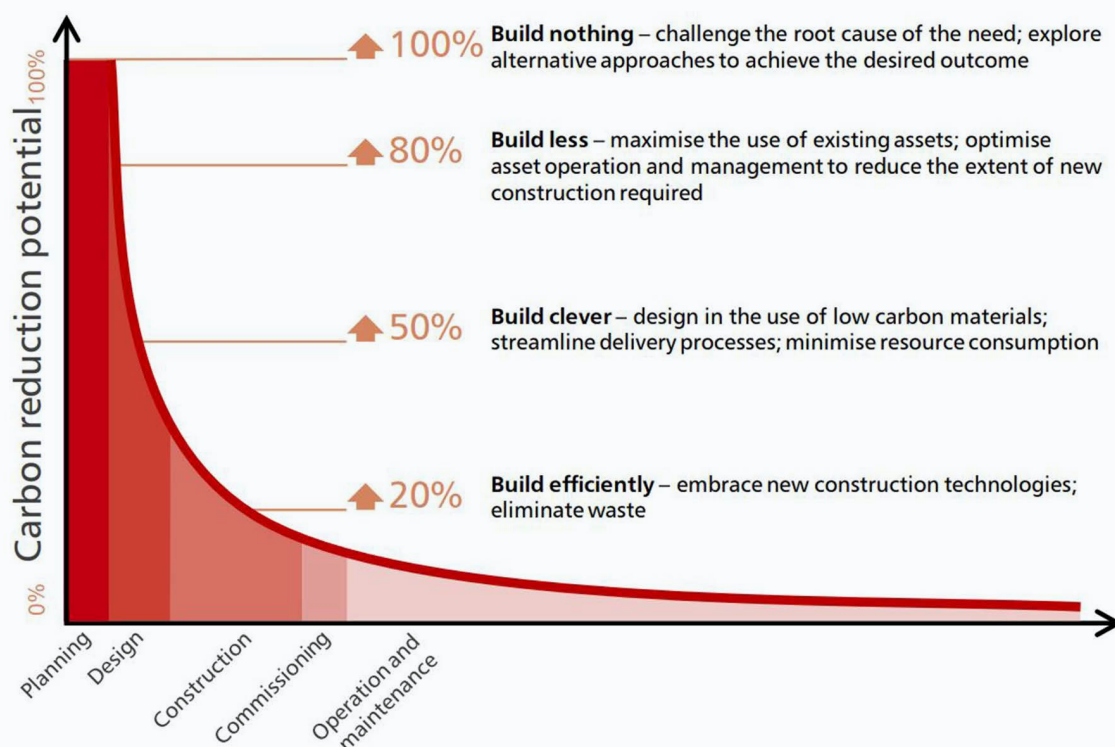 Carbon reduction potential
100%
0%
100%
Build nothing – challenge the root cause of the need; explore
alternative approaches to achieve the desired outcome
80%
Build less – maximise the use of existing assets; optimise
asset operation and management to reduce the extent of new
construction required
50%
Build clever – design in the use of low carbon materials;
streamline delivery processes; minimise resource consumption
20%
Build efficiently – embrace new construction technologies;
eliminate waste
Planning
Design
Construction
Commissioning
Operation and
maintenance